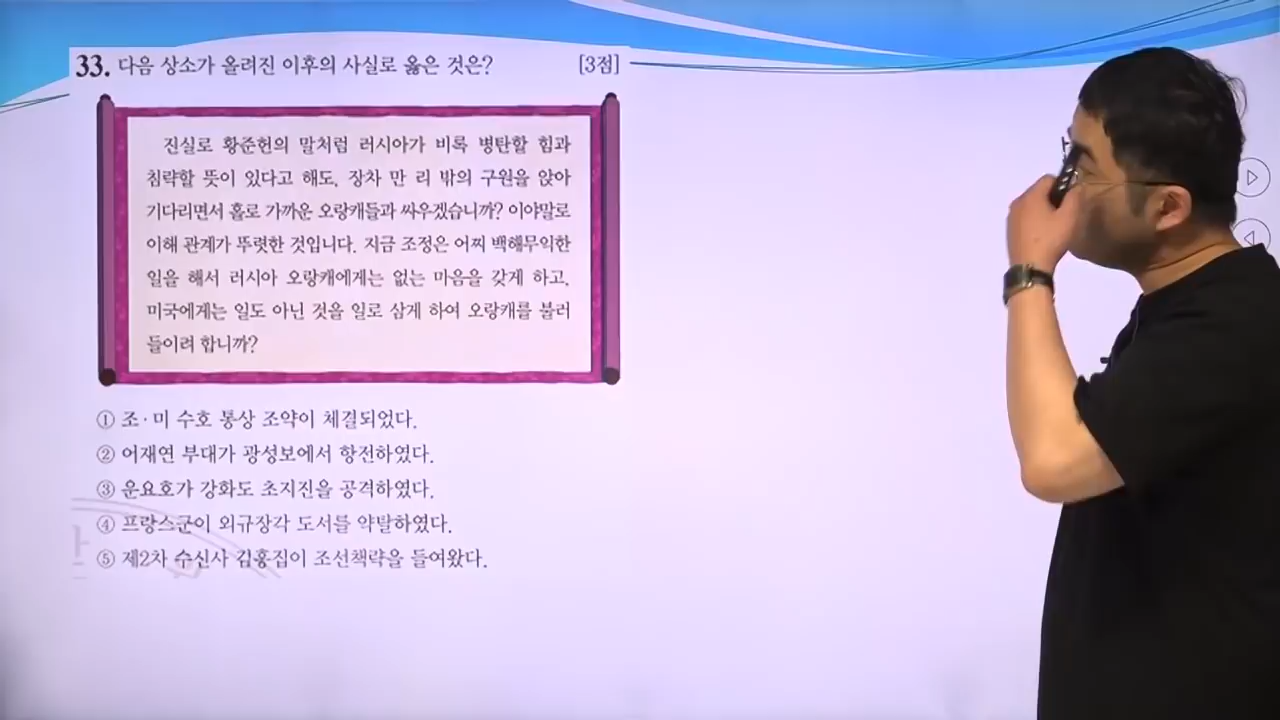 33. 다음 상소가 올려진 이후의 사실로 옳은 것은? [3점]
진실로 황준헌의 말처럼 러시아가 비록 병탄할 힘과
침략할 뜻이 있다고 해도, 장차 만 리 밖의 구원을 앉아
기다리면서 홀로 가까운 오랑캐들과 싸우겠습니까? 이야말로
이해 관계가 뚜렷한 것입니다. 지금 조정은 어찌 백해무익한
일을 해서 러시아 오랑캐에게는 없는 마음을 갖게 하고,
미국에게는 일도 아닌 것을 일로 삼게 하여 오랑캐를 불러
들이려 합니까?
① 조·미 수호 통상 조약이 체결되었다.
② 어재연 부대가 광성보에서 항전하였다.
③ 운요호가 강화도 초지진을 공격하였다.
④ 프랑스군이 외규장각 도서를 약탈하였다.
⑤ 제2차 수신사 김홍집이 조선책략을 들여왔다.